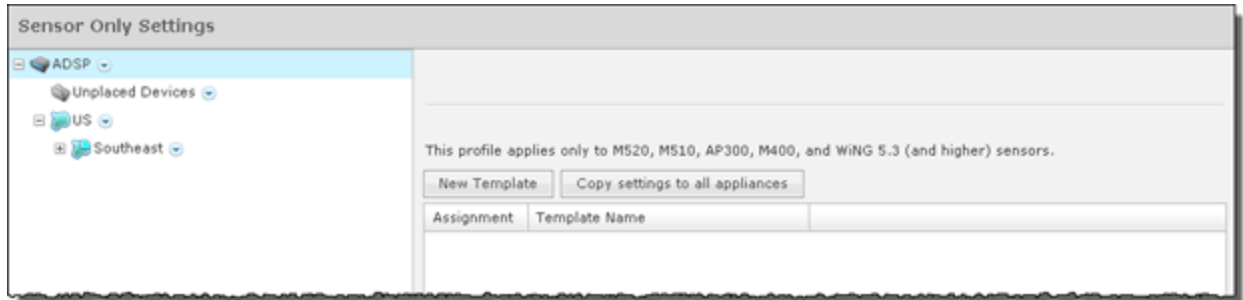 Sensor Only Settings
ADSP
Unplaced Devices
US
Southeast
This profile applies only to M520, M510, AP300, M400, and WiNG 5.3 (and higher) sensors.
New Template Copy settings to all appliances
Assignment Template Name